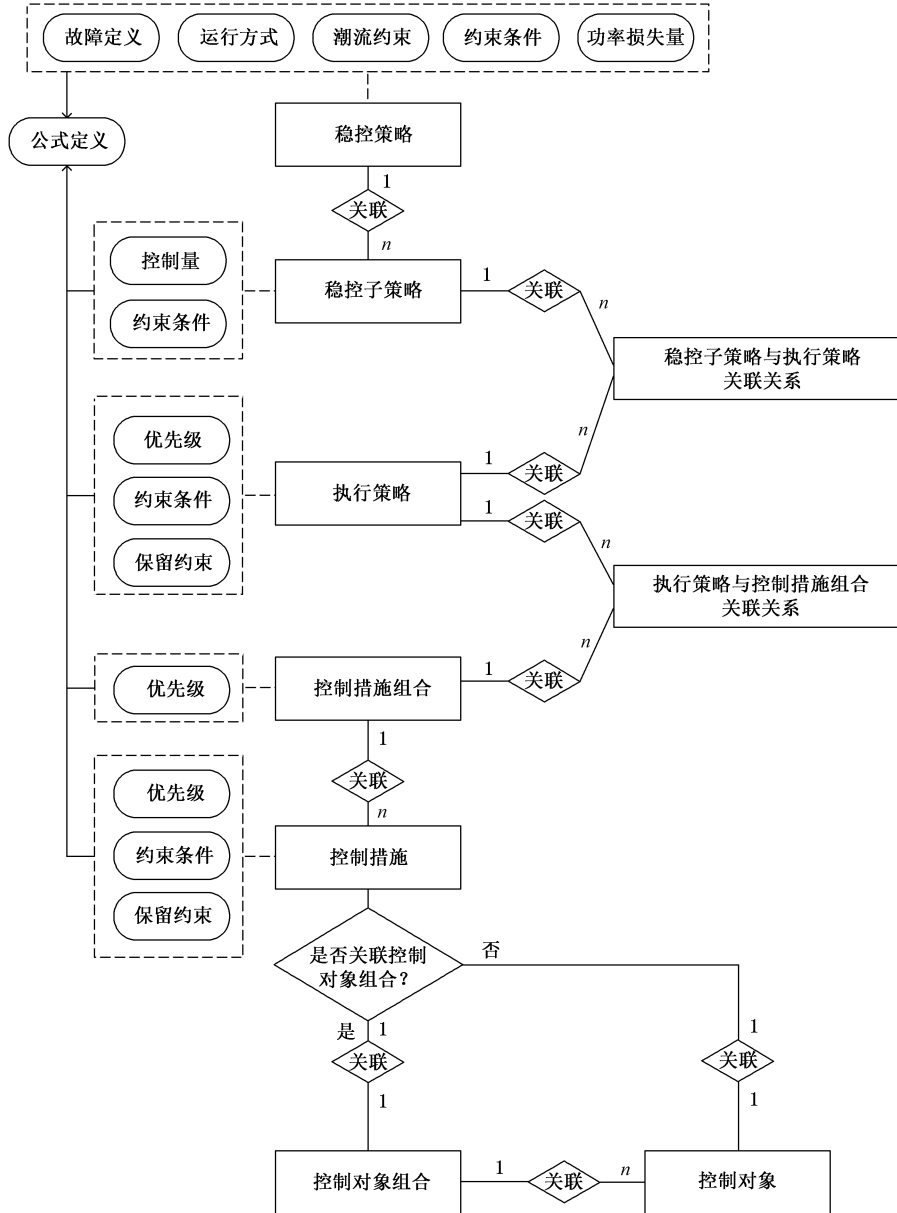 故障定义
运行方式
潮流约束
约束条件
功率损失量
公式定义
稳控策略
1
关联
n
控制量
约束条件
稳控子策略
1
关联
n
稳控子策略与执行策略
关联关系
n
优先级
约束条件
保留约束
执行策略
1
关联
1
关联
n
执行策略与控制措施组合
关联关系
n
优先级
控制措施组合
1
关联
1
关联
n
优先级
约束条件
保留约束
控制措施
是否关联控制
对象组合?
否
是
1
关联
1
1
关联
1
控制对象组合
1
关联
n
控制对象